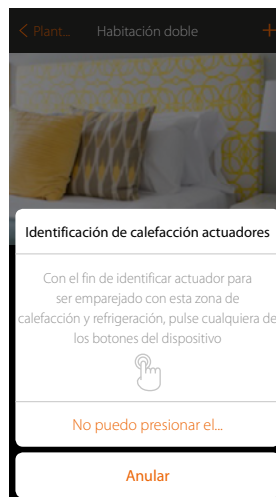 < Plant... Habitación doble +
Identificación de calefacción actuadores
Con el fin de identificar actuador para
ser emparejado con esta zona de
calefacción y refrigeración, pulse cualquiera de
los botones del dispositivo
No puedo presionar el...
Anular